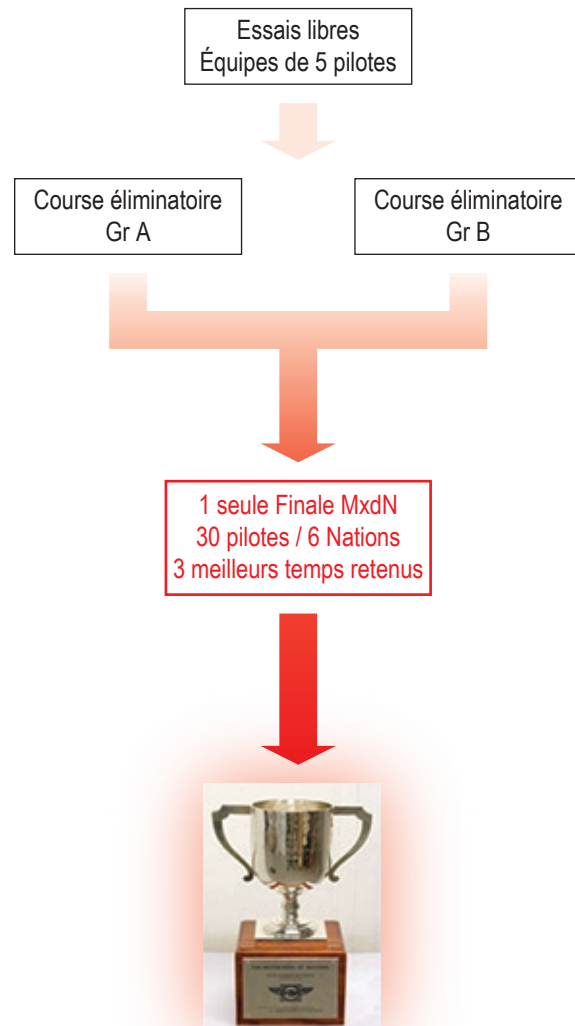 Essais libres
Équipes de 5 pilotes
Course éliminatoire
Gr A
Course éliminatoire
Gr B
1 seule Finale MxdN
30 pilotes / 6 Nations
3 meilleurs temps retenus